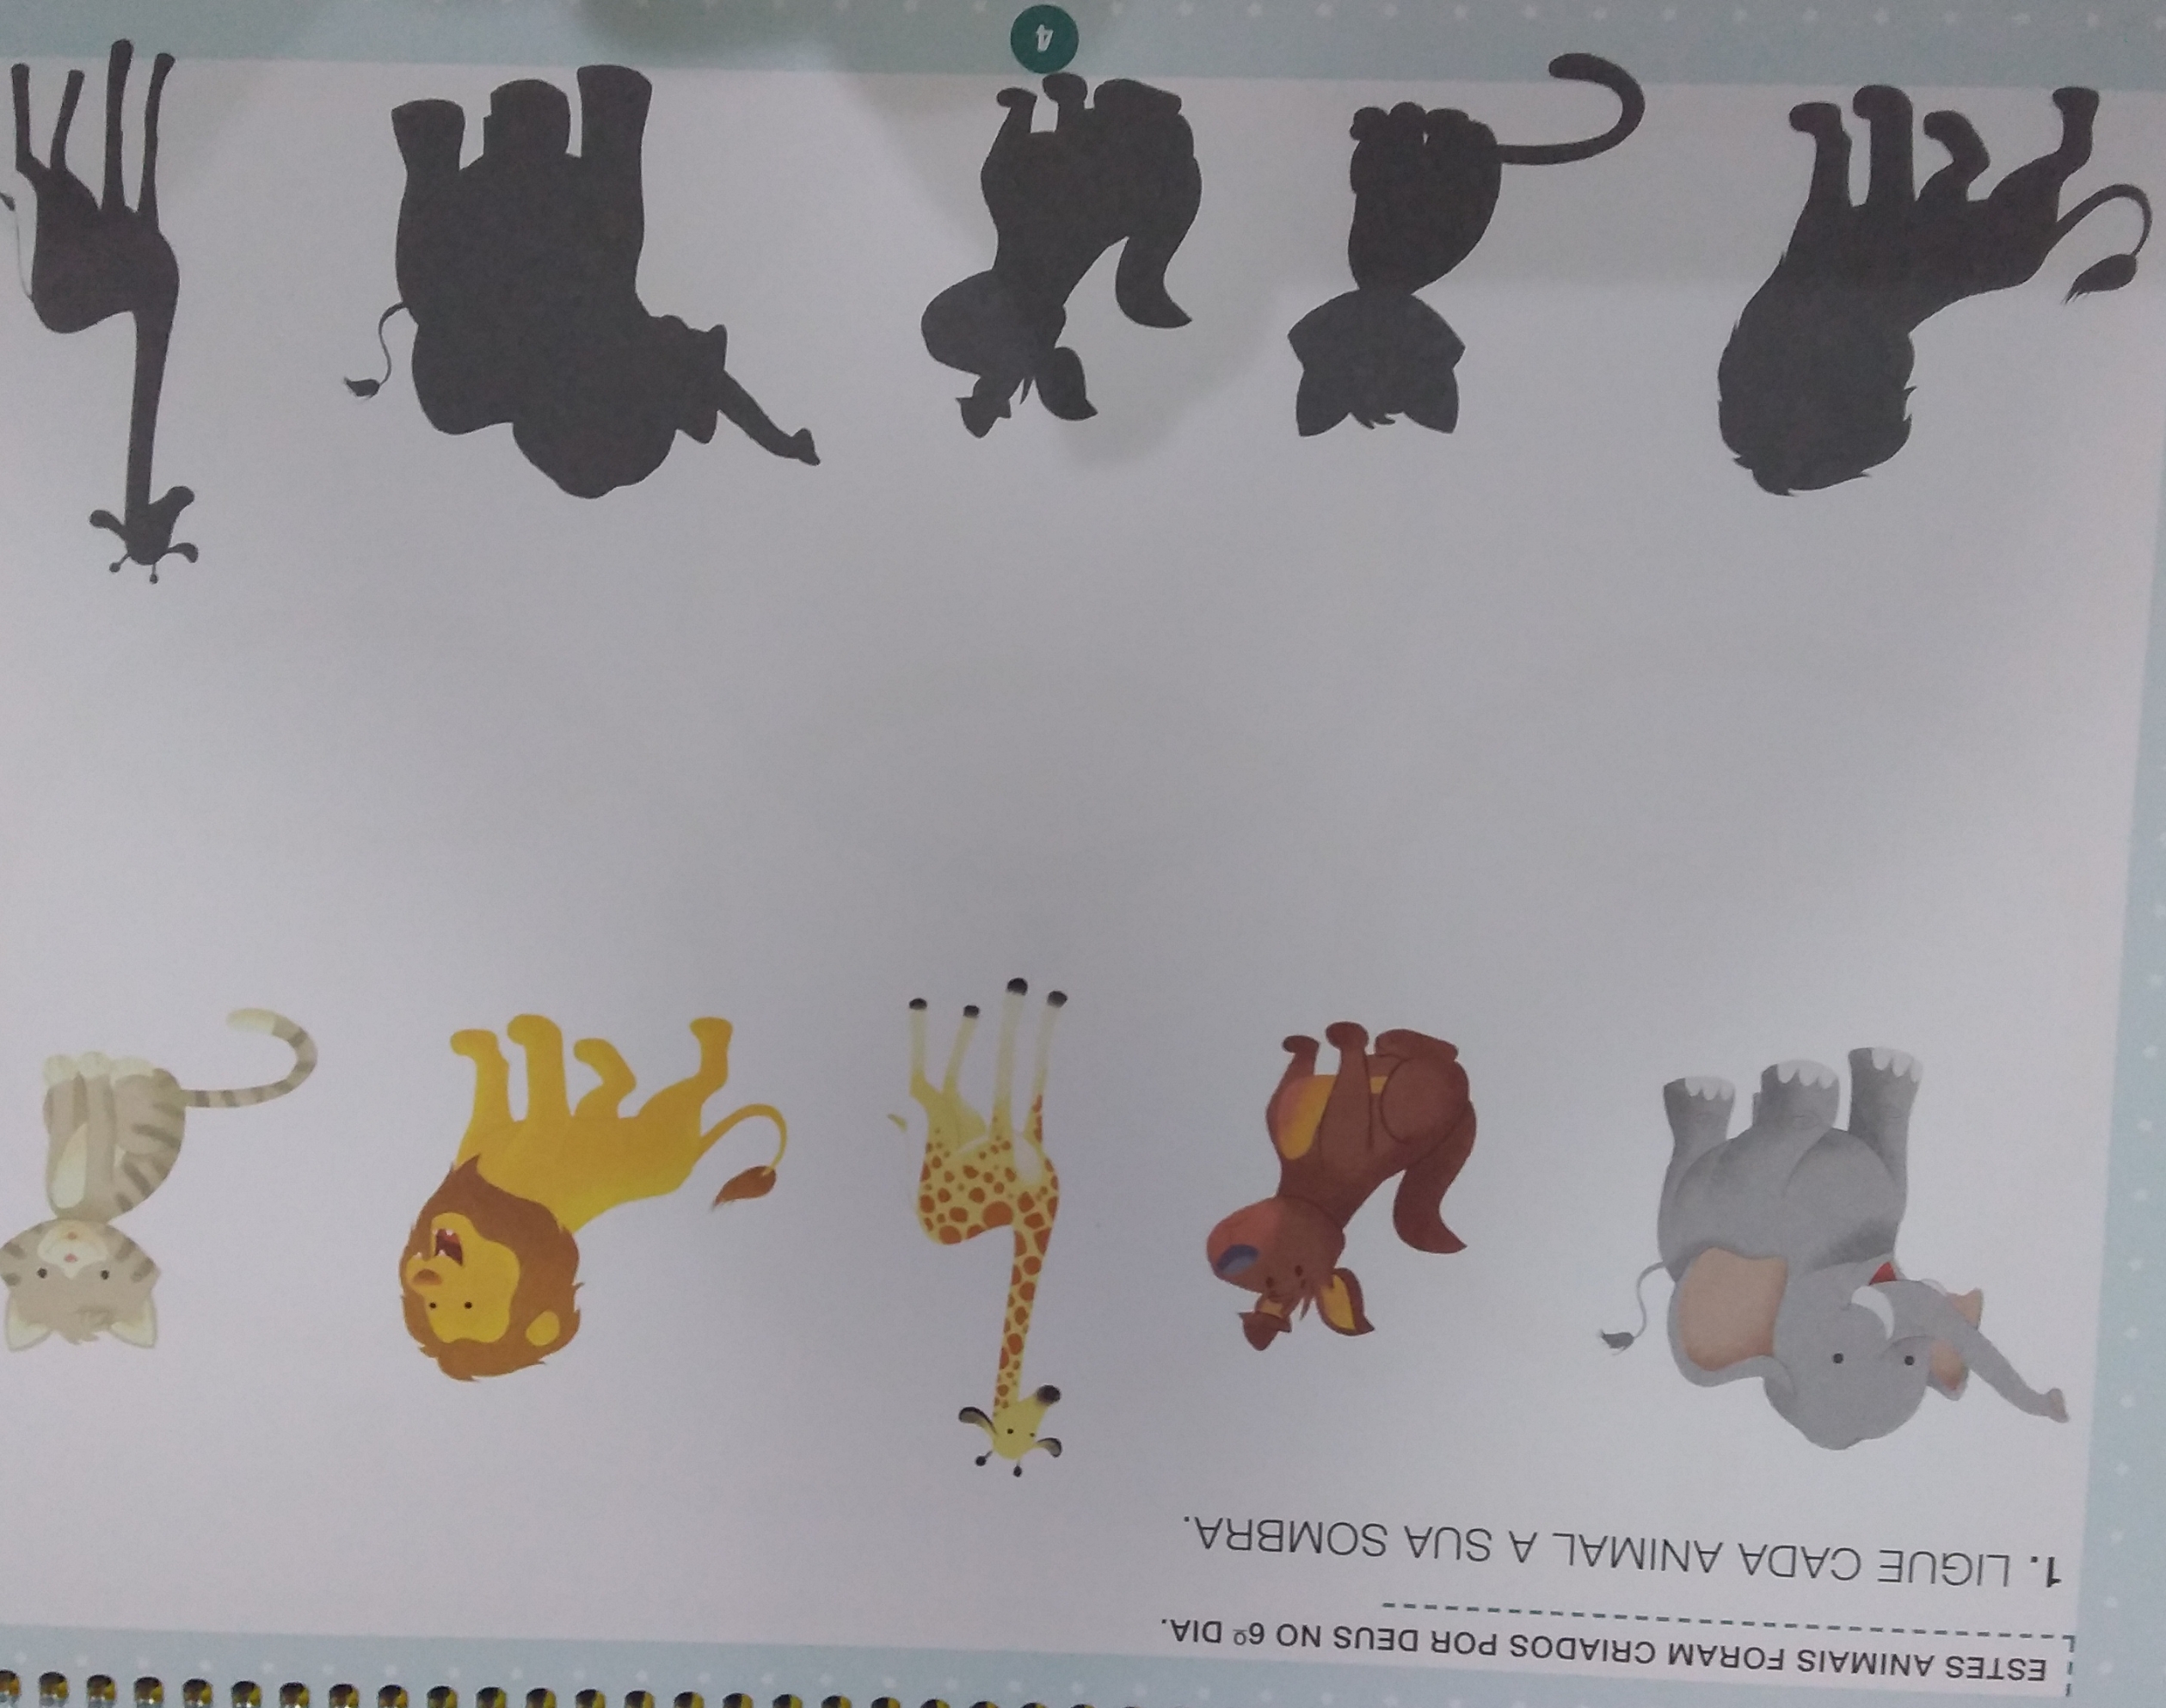 ESTES ANIMAIS FORAM CRIADOS POR DEUS NO 6º DIA.
1. LIGUE CADA ANIMAL A SUA SOMBRA.
4